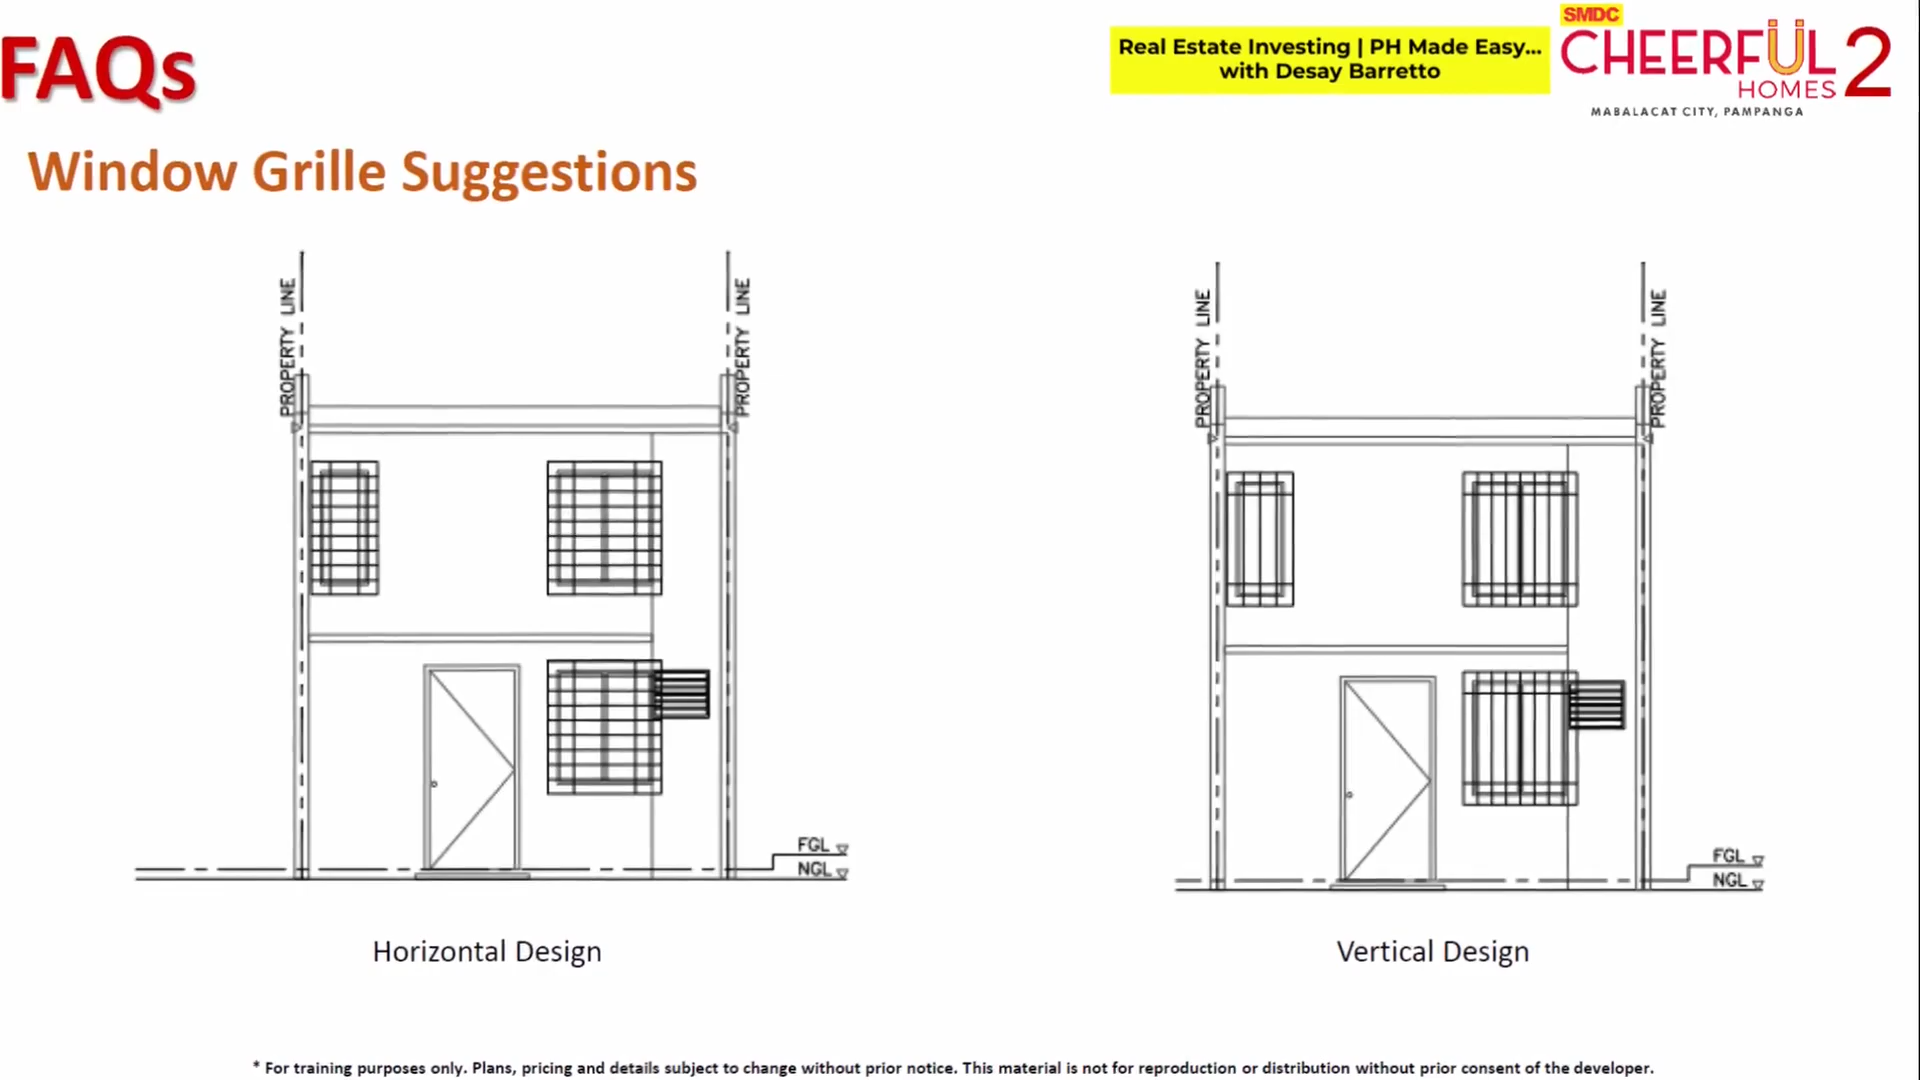 FAQs
Real Estate Investing | PH Made Easy...
with Desay Barretto
SMDC
CHEERFUL
HOMES
2
MABALACAT CITY, PAMPANGA
Window Grille Suggestions
PROPERTY LINE
PROPERTY LINE
FGL
NGL
PROPERTY LINE
PROPERTY LINE
FGL
NGL
Horizontal Design
Vertical Design
* For training purposes only. Plans, pricing and details subject to change without prior notice. This material is not for reproduction or distribution without prior consent of the developer.